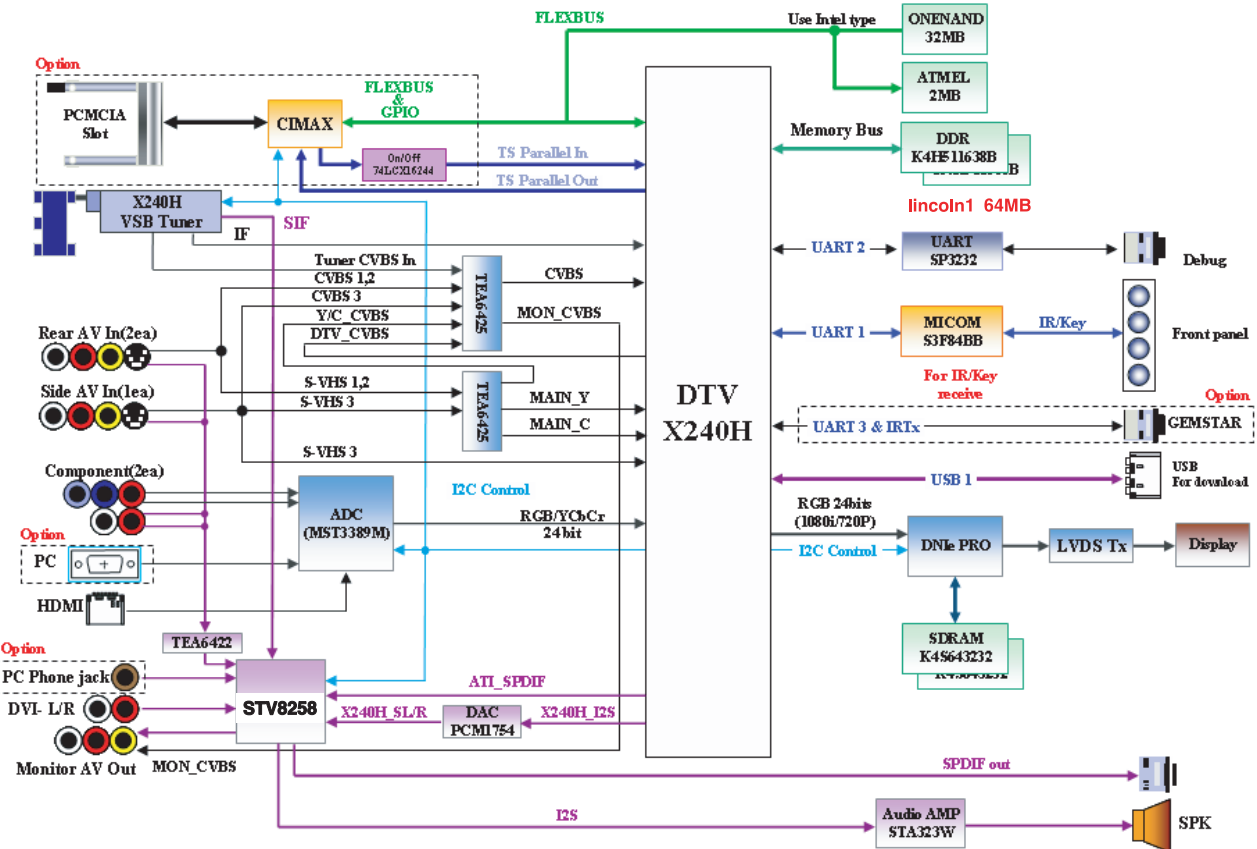 FLEXBUS
Use Intel type
ONENAND
32MB
Option
ATMEL
2MB
PCMCIA
Slot
CIMAX
FLEXBUS
&
GPIO
On/Off
74LCX16244
TS Parallel In
TS Parallel Out
Memory Bus
DDR
K4H511638B
lincoln1 64MB
X240H
VSB Tuner
SIF
IF
Tuner CVBS In
CVBS 1,2
CVBS 3
Y/C_CVBS
DTV_CVBS
TEA6425
CVBS
MON_CVBS
UART 2
UART
SP3232
Debug
UART 1
MICOM
S3F84BB
IR/Key
Front panel
For IR/Key
receive
Rear AV In(2ea)
Side AV In(1ea)
S-VHS 1,2
S-VHS 3
TEA6425
MAIN_Y
MAIN_C
S-VHS 3
DTV
X240H
Option
UART 3 & IRTx
GEMSTAR
USB 1
USB
For download
Component(2ea)
I2C Control
ADC
(MST3389M)
RGB/YCbCr
24bit
RGB 24bits
(1080i/720P)
I2C Control
DNIe PRO
LVDS Tx
Display
Option
PC
HDMI
SDRAM
K4S643232
TEA6422
Option
PC Phone jack
DVI- L/R
Monitor AV Out
MON_CVBS
STV8258
ATI_SPDIF
X240H_SL/R
DAC
PCM1754
X240H_I2S
SPDIF out
I2S
Audio AMP
STA323W
SPK